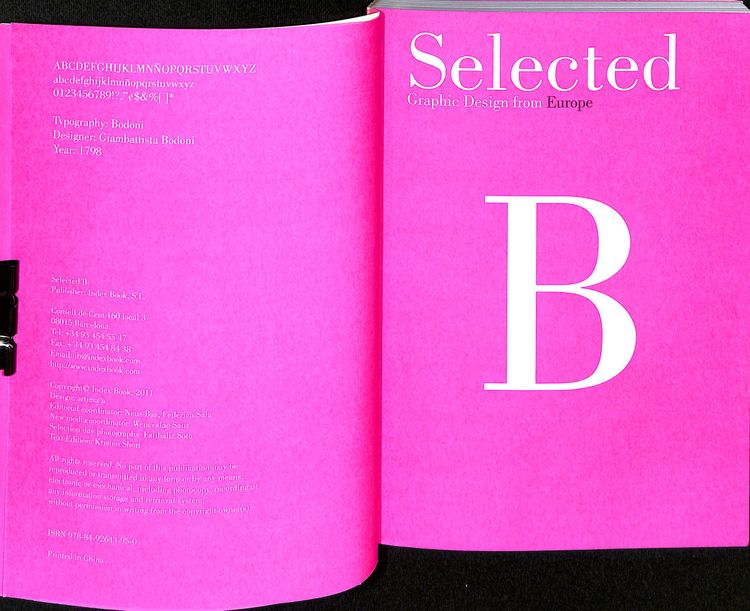 ABCDEFGHIJKLMNÑOPQRSTUVWXYZ
abcdefghijklmnñopqrstuvwxyz
0123456789!?;,"¿$&%[ ]*
Typography: Bodoni
Designer: Giambattista Bodoni
Year: 1798
Selected B.
Publisher: Index Book, S.L.
Consell de Cent 160 local 3
08015 Barcelona
Tel. +34 93 454 55 47
Fax. +34 93 454 84 38
Email: ib@indexbook.com
http://www.indexbook.com
Copyright © Index Book, 2011
Design:
Editorial coordinator: Neus Bas, Federica Sala
New media coordinator: Wenceslao Sanz
Selection day photographs: Estibaliz Soto
Text Edition: Kristen Short
All rights reserved. No part of this publication may be
reproduced or transmitted in any form or by any means,
electronic or mechanical, including photocopy, recording or
any information storage and retrieval system,
without permission in writing from the copyright owner(s)
ISBN 978-84-92643-95-0
Printed in China
Selected
Graphic Design from Europe
B